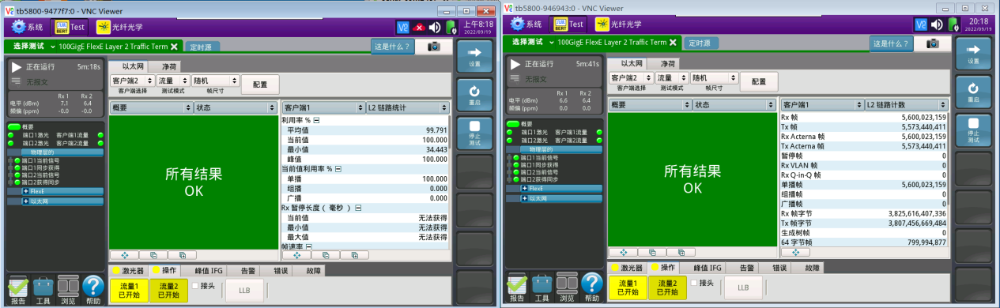 tb5800-9477f7:0 - VNC Viewer
系统
Test
光纤光学
上午8:18
2022/09/19
选择测试
100GigE FlexE Layer 2 Traffic Term
定时源
这是什么？
正在运行 5m:18s
无报文
Rx 1 Rx 2
电平 (dBm) 7.1 6.4
频偏 (ppm) -0.0 -0.0
概要
端口1激光 客户端1流量
端口2激光 客户端2流量
物理层的
端口1当前信号
端口1同步获得
端口2当前信号
端口2获得同步
FlexE
以太网
以太网 净荷
客户端2 流量 随机 配置
客户端选择 测试模式 帧尺寸
概要 状态
所有结果
OK
客户端1 L2 链路统计
利用率 %
平均值 99.791
当前值 100.000
最小值 34.443
峰值 100.000
当前值利用率 %
单播 100.000
组播 0.000
广播 0.000
Rx 暂停长度 ( 毫秒 )
当前值 无法获得
最小值 无法获得
最大值 无法获得
帧速率
设置
重启
停止
测试
激光器 操作 峰值 IFG 告警 错误 故障
流量1
已开始
流量2
已开始
接头
LLB
报告 工具 浏览 帮助
tb5800-946943:0 - VNC Viewer
系统
Test
光纤光学
20:18
2022/09/19
选择测试
100GigE FlexE Layer 2 Traffic Term
定时源
这是什么？
正在运行 5m:41s
无报文
Rx 1 Rx 2
电平 (dBm) 6.6 6.4
频偏 (ppm) 0.0 0.0
概要
端口1激光 客户端1流量
端口2激光 客户端2流量
物理层的
端口1当前信号
端口1同步获得
端口2当前信号
端口2获得同步
FlexE
以太网
以太网 净荷
客户端2 流量 随机 配置
客户端选择 测试模式 帧尺寸
概要 状态
所有结果
OK
客户端1 L2 链路计数
Rx 帧 5,600,023,159
Tx 帧 5,573,440,411
Rx Acterna 帧 5,600,023,159
Tx Acterna 帧 5,573,440,411
暂停帧 0
Rx VLAN 帧 0
Rx Q-in-Q 帧 0
单播帧 5,600,023,159
组播帧 0
广播帧 0
Rx 帧字节 3,825,616,407,336
Tx 帧字节 3,807,456,669,484
生成树帧 0
64 字节帧 799,994,877
设置
重启
停止
测试
激光器 操作 峰值 IFG 告警 错误 故障
流量1
已开始
流量2
已开始
接头
LLB
报告 工具 浏览 帮助